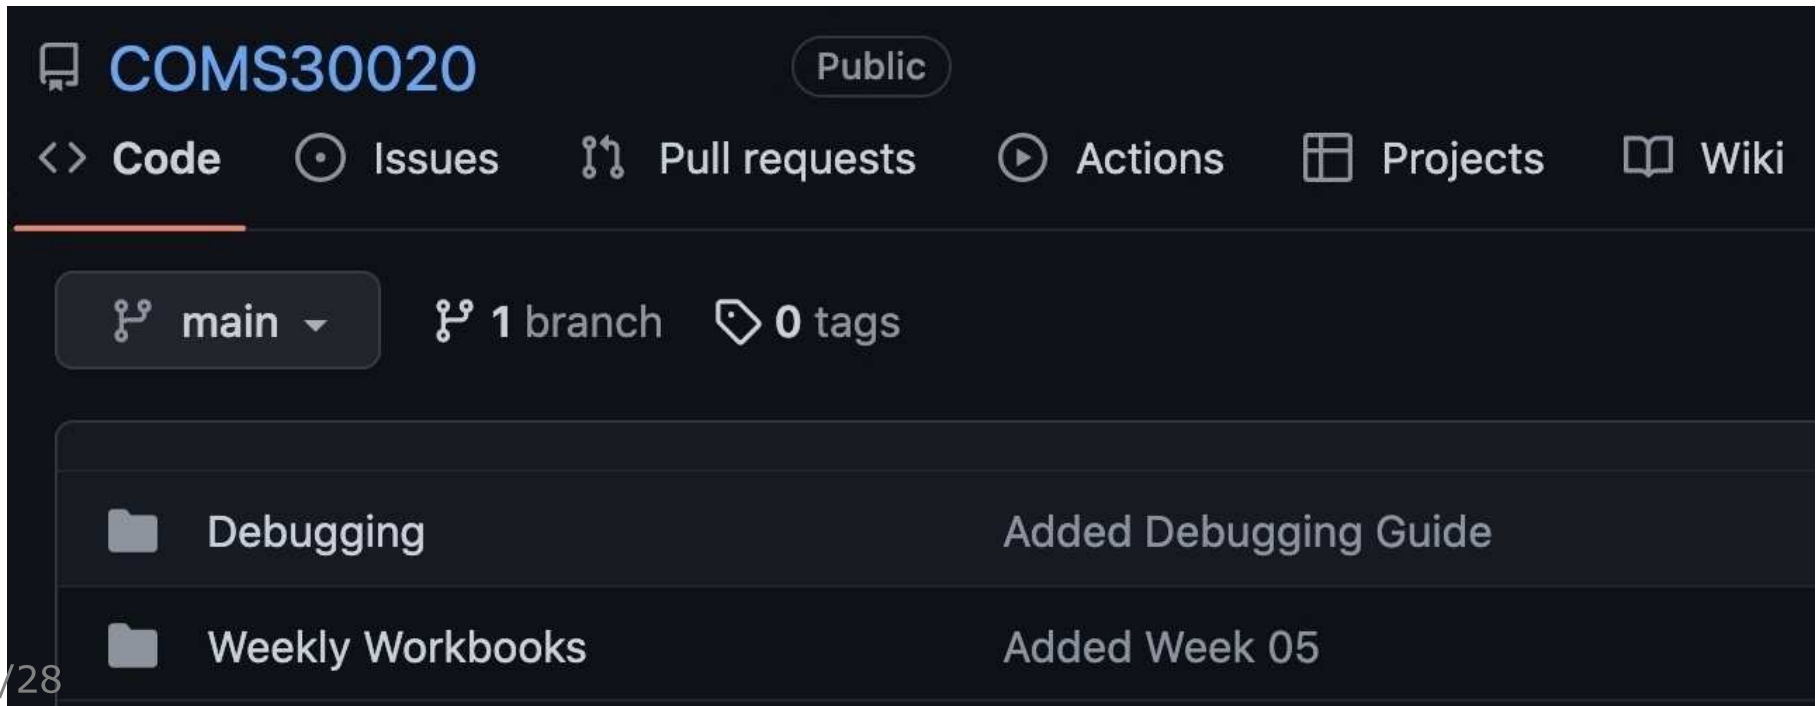 COMS30020 Public
Code Issues Pull requests Actions Projects Wiki
main 1 branch 0 tags
Debugging Added Debugging Guide
Weekly Workbooks Added Week 05
/28